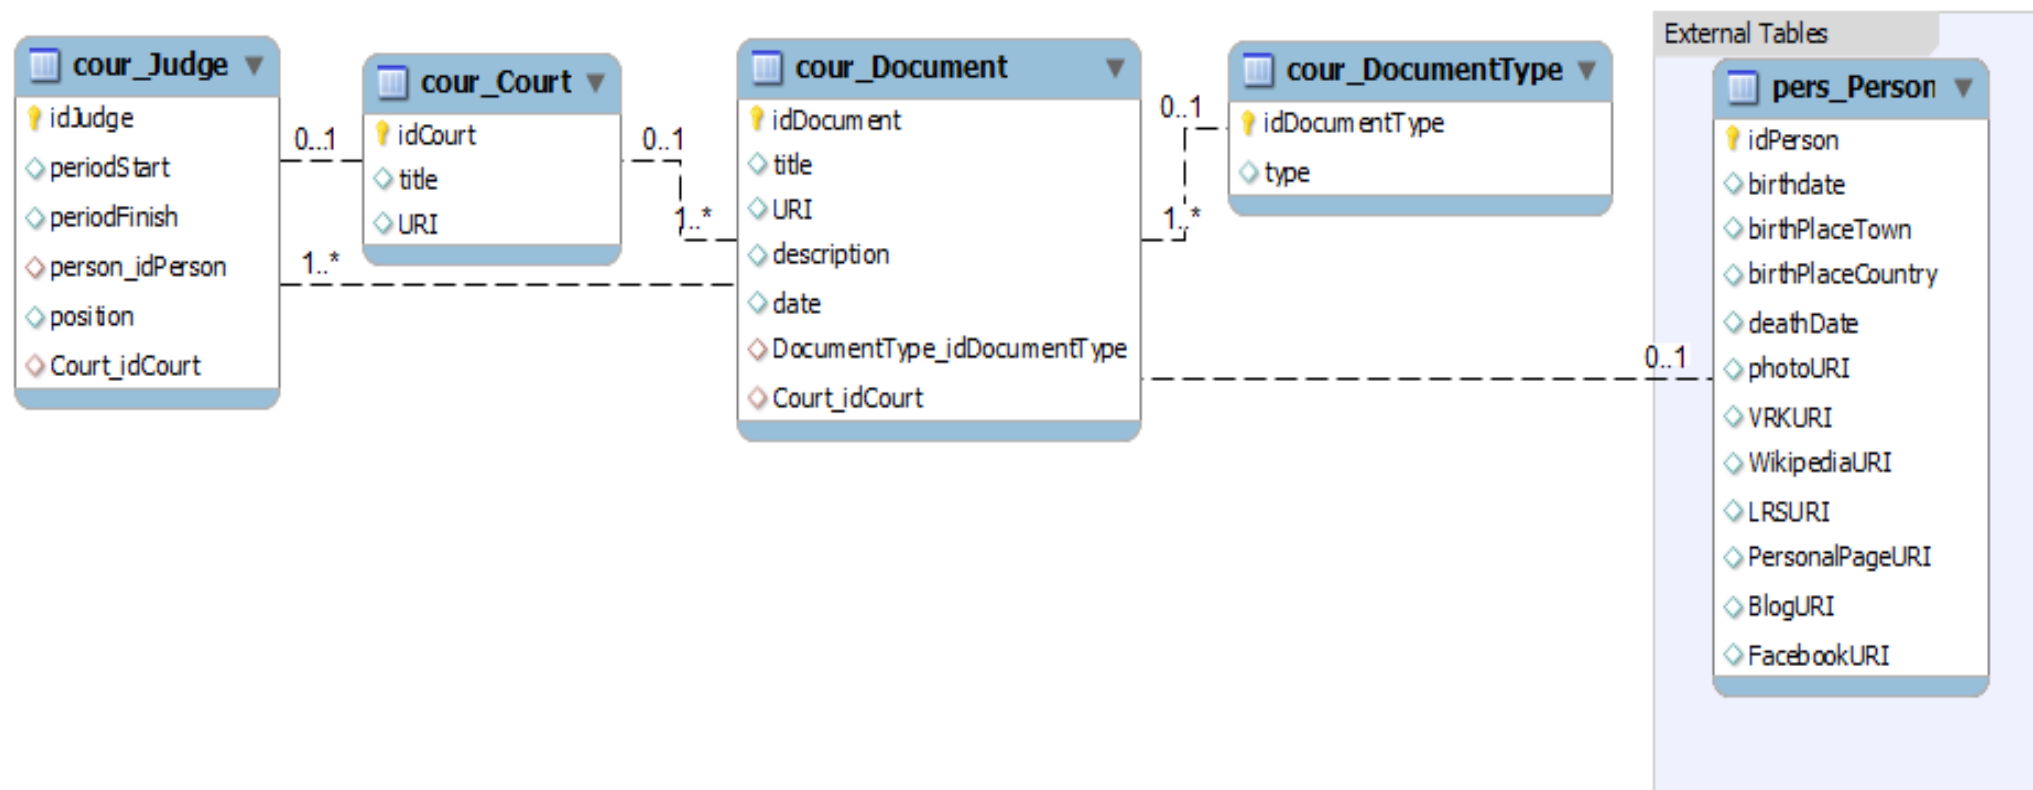 cour_Judge
idJudge
periodStart
periodFinish
person_idPerson
position
Court_idCourt
0..1
1..*
cour_Court
idCourt
title
URI
0..1
1..*
cour_Document
idDocument
title
URI
description
date
DocumentType_idDocumentType
Court_idCourt
0..1
1..*
cour_DocumentType
idDocumentType
type
External Tables
0..1
pers_Person
idPerson
birthdate
birthPlaceTown
birthPlaceCountry
deathDate
photoURI
VRKURI
WikipediaURI
LRSURI
PersonalPageURI
BlogURI
FacebookURI